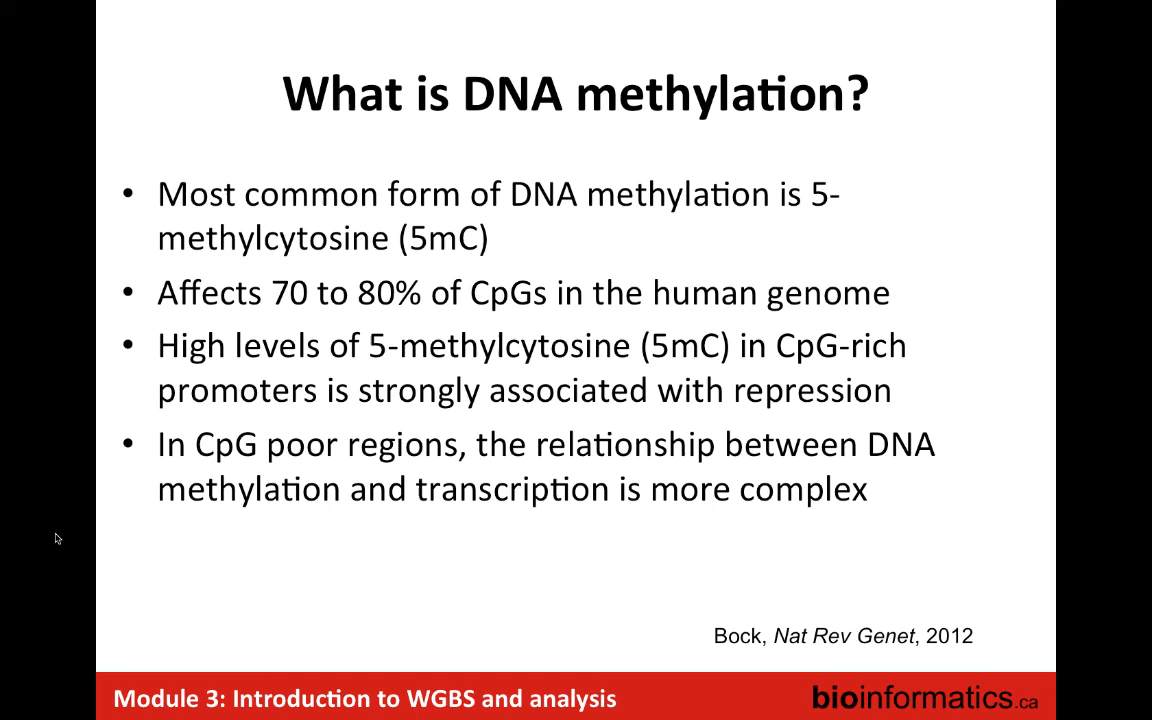 What is DNA methylation?
• Most common form of DNA methylation is 5-
methylcytosine (5mC)
• Affects 70 to 80% of CpGs in the human genome
• High levels of 5-methylcytosine (5mC) in CpG-rich
promoters is strongly associated with repression
• In CpG poor regions, the relationship between DNA
methylation and transcription is more complex
Bock, Nat Rev Genet, 2012
Module 3: Introduction to WGBS and analysis
bioinformatics.ca